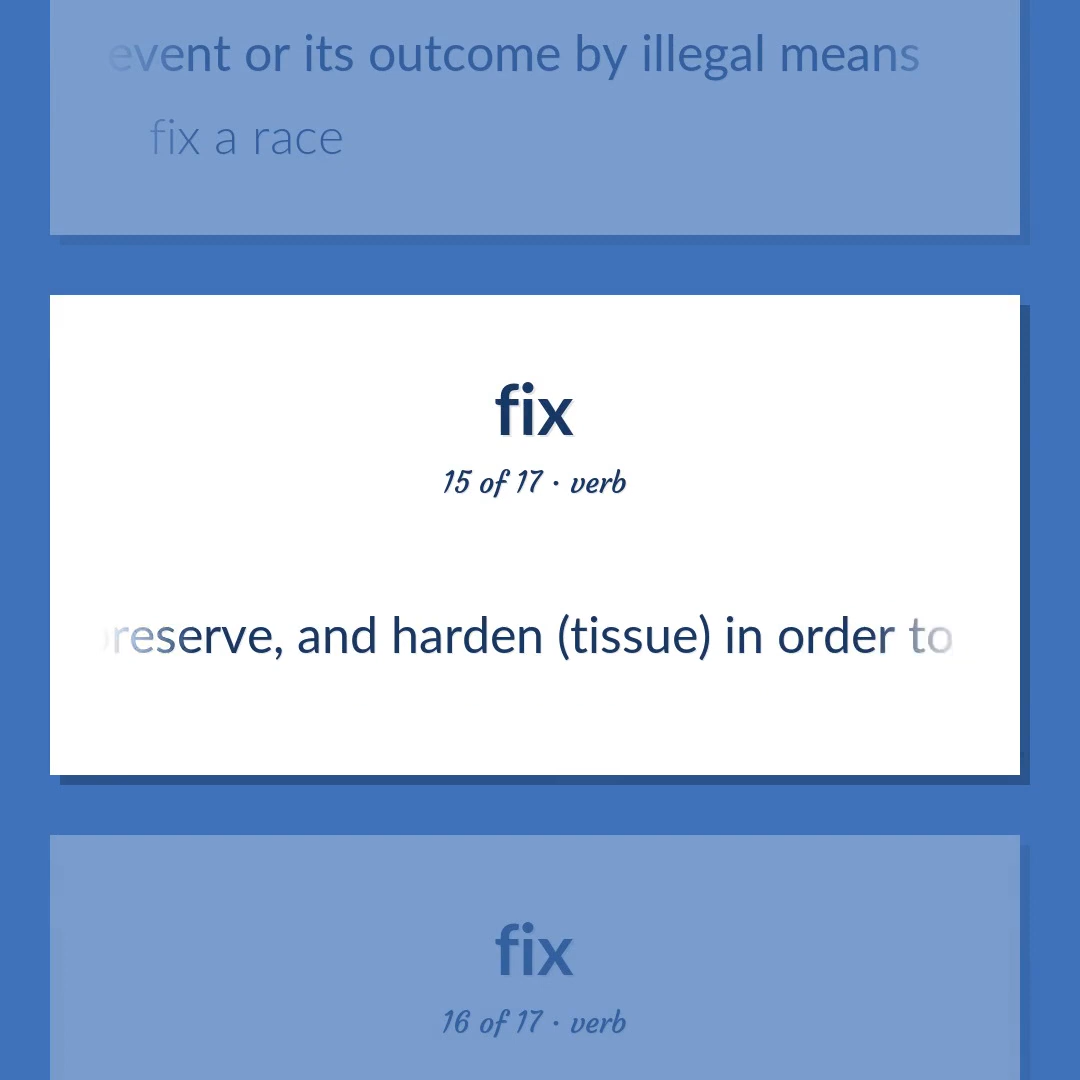 event or its outcome by illegal means
fix a race
fix
15 of 17 · verb
preserve, and harden (tissue) in order to
fix
16 of 17 · verb